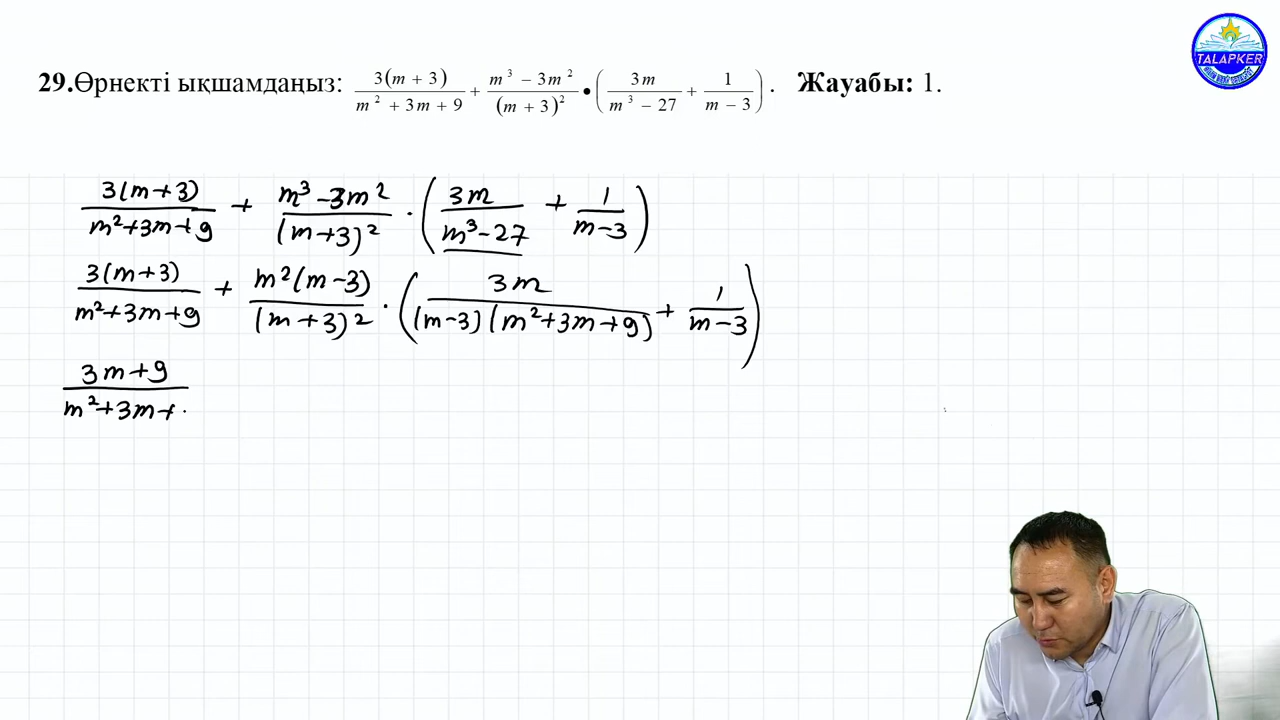 TALAPKER
29.Өрнекті ықшамдаңыз: 3(m + 3)/(m² + 3m + 9) + (m³ − 3m²)/(m + 3)² • (3m/(m³ − 27) + 1/(m − 3)). Жауабы: 1.
3(m+3)/(m²+3m+9) + (m³−3m²)/(m+3)² · (3m/(m³−27) + 1/(m−3))
3(m+3)/(m²+3m+9) + m²(m−3)/(m+3)² · (3m/((m−3)(m²+3m+9)) + 1/(m−3))
(3m+9)/(m²+3m+